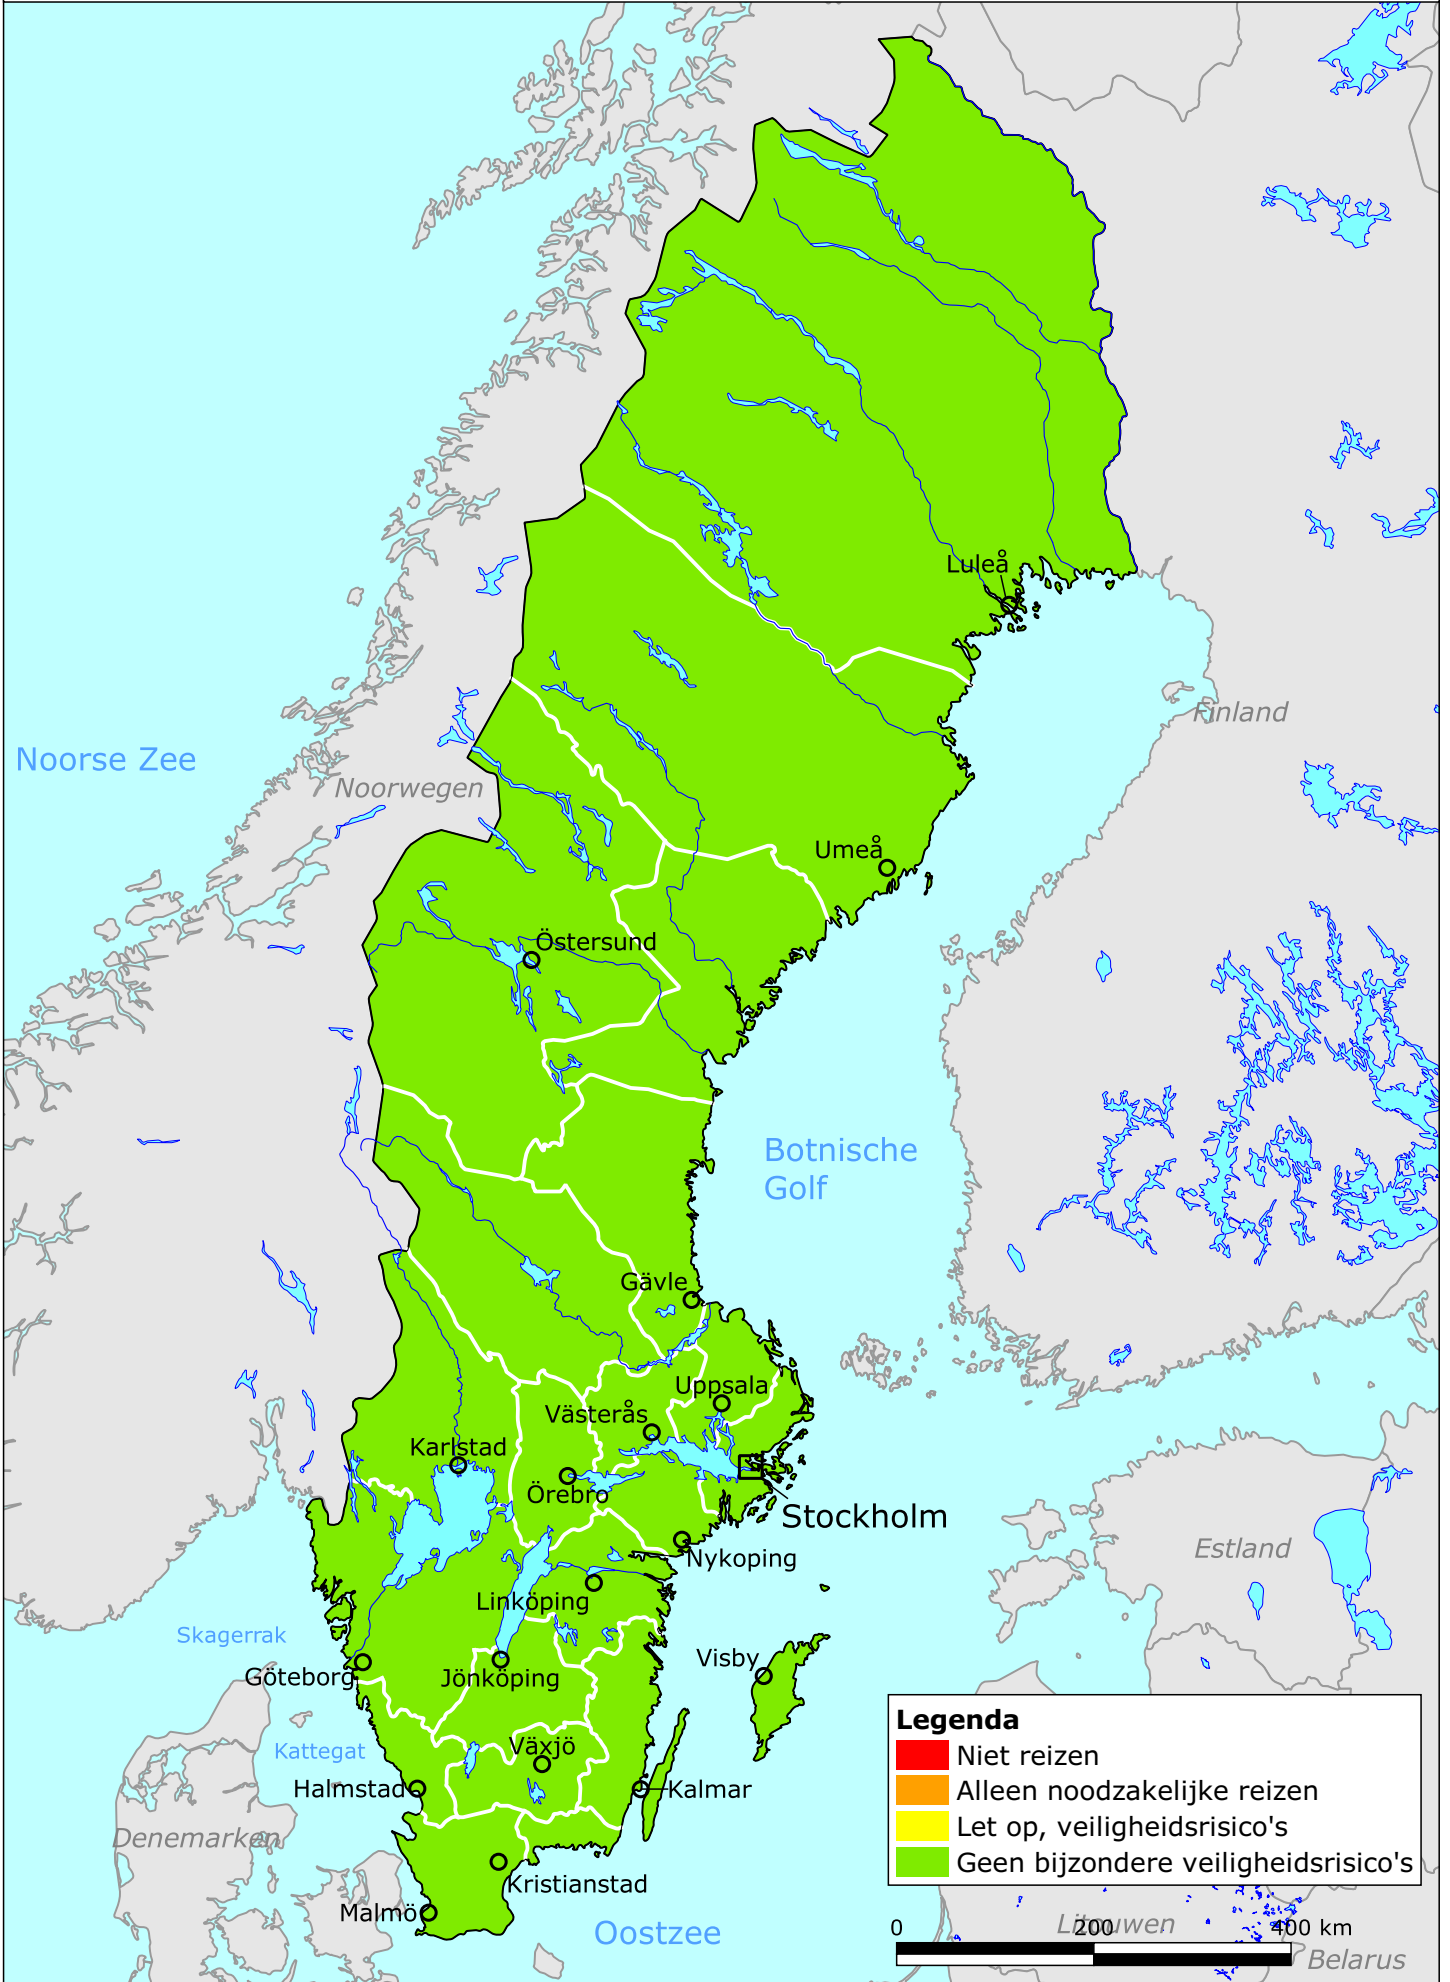 Luleå
Finland
Noorse Zee
Noorwegen
Umeå
Östersund
Botnische
Golf
Gävle
Uppsala
Västerås
Karlstad
Örebro
Stockholm
Nykoping
Estland
Linköping
Skagerrak
Visby
Göteborg
Jönköping
Kattegat
Växjö
Halmstad
Kalmar
Denemarken
Kristianstad
Malmö
Oostzee
Legenda
Niet reizen
Alleen noodzakelijke reizen
Let op, veiligheidsrisico's
Geen bijzondere veiligheidsrisico's
0 200 400 km
Litouwen
Belarus